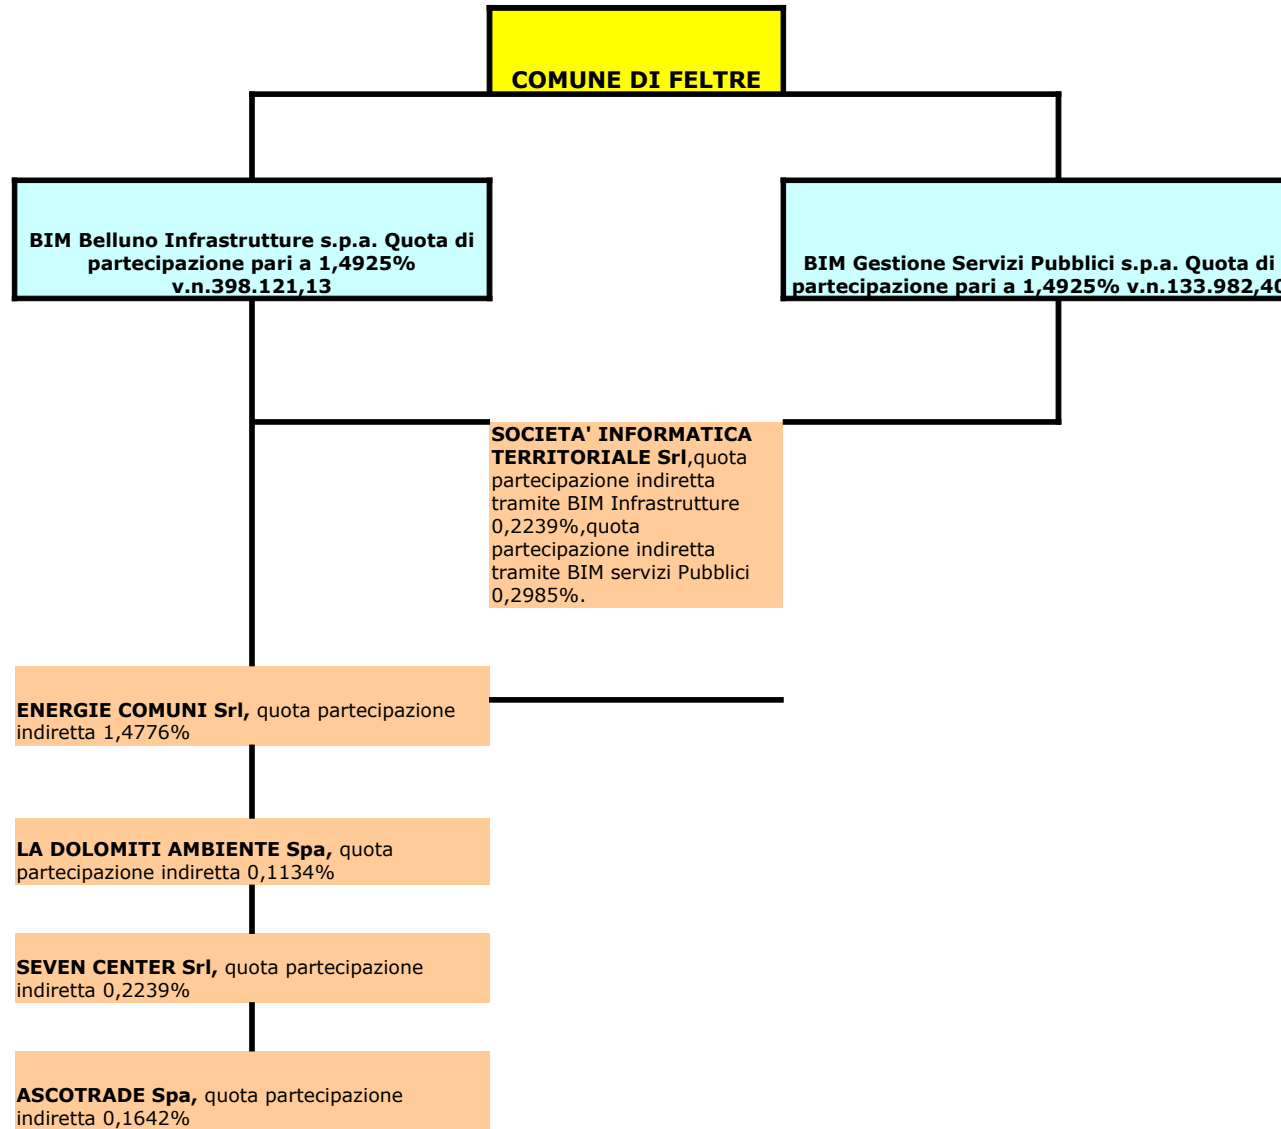 COMUNE DI FELTRE
BIM Belluno Infrastrutture s.p.a. Quota di
partecipazione pari a 1,4925%
v.n.398.121,13
BIM Gestione Servizi Pubblici s.p.a. Quota di
partecipazione pari a 1,4925% v.n.133.982,40
SOCIETA' INFORMATICA
TERRITORIALE Srl,quota
partecipazione indiretta
tramite BIM Infrastrutture
0,2239%,quota
partecipazione indiretta
tramite BIM servizi Pubblici
0,2985%.
ENERGIE COMUNI Srl, quota partecipazione
indiretta 1,4776%
LA DOLOMITI AMBIENTE Spa, quota
partecipazione indiretta 0,1134%
SEVEN CENTER Srl, quota partecipazione
indiretta 0,2239%
ASCOTRADE Spa, quota partecipazione
indiretta 0,1642%